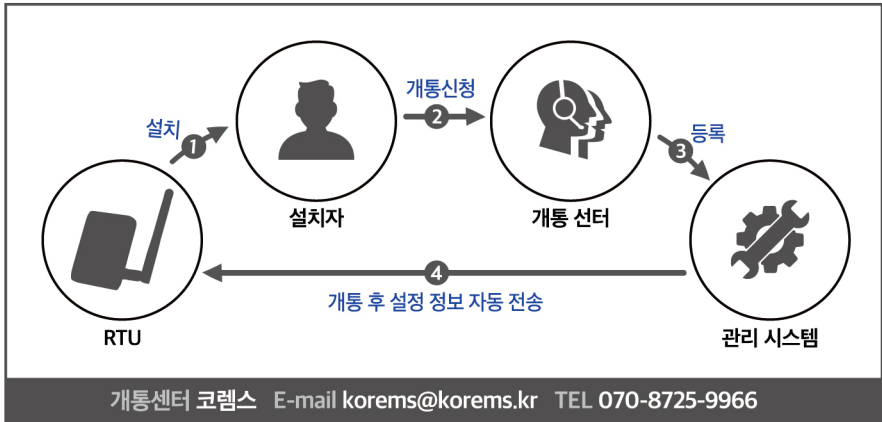 설치
1
설치자
개통신청
2
개통 선터
등록
3
관리 시스템
4
개통 후 설정 정보 자동 전송
RTU
개통센터 코렘스 E-mail korems@korems.kr TEL 070-8725-9966